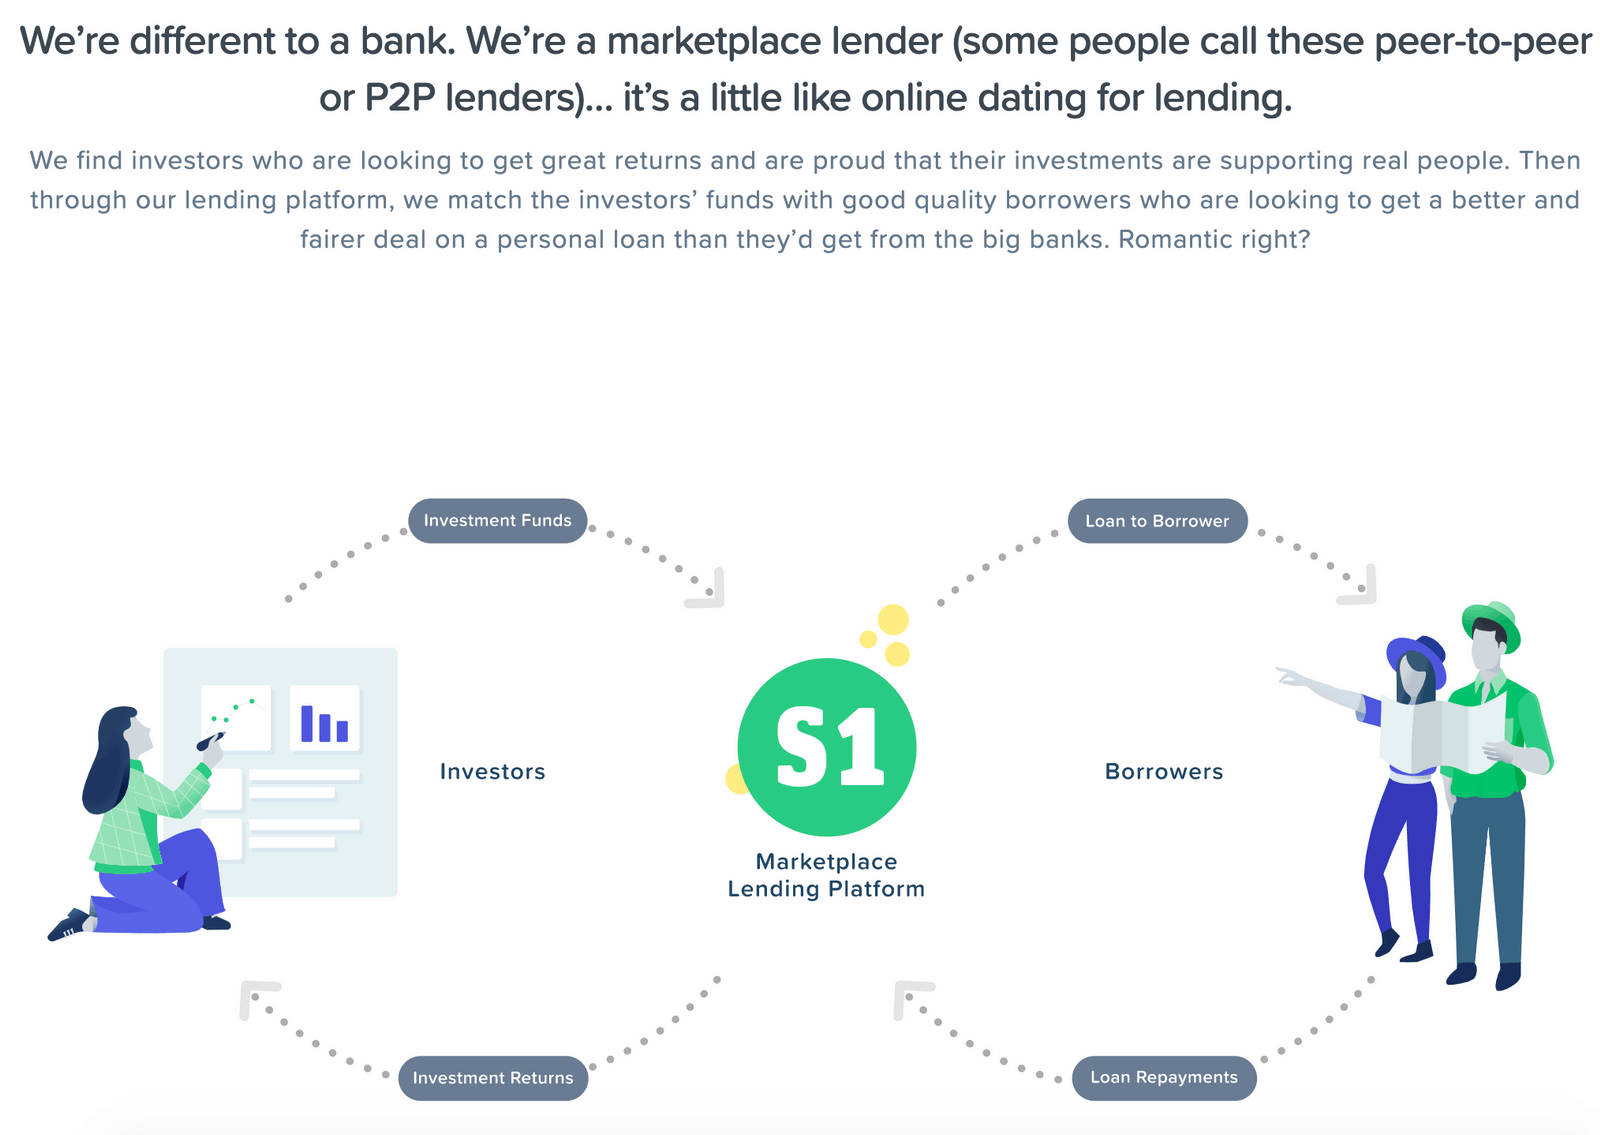 We’re different to a bank. We’re a marketplace lender (some people call these peer-to-peer
or P2P lenders)... it’s a little like online dating for lending.
We find investors who are looking to get great returns and are proud that their investments are supporting real people. Then
through our lending platform, we match the investors’ funds with good quality borrowers who are looking to get a better and
fairer deal on a personal loan than they’d get from the big banks. Romantic right?
Investment Funds
Loan to Borrower
Investors
S1
Borrowers
Marketplace
Lending Platform
Investment Returns
Loan Repayments